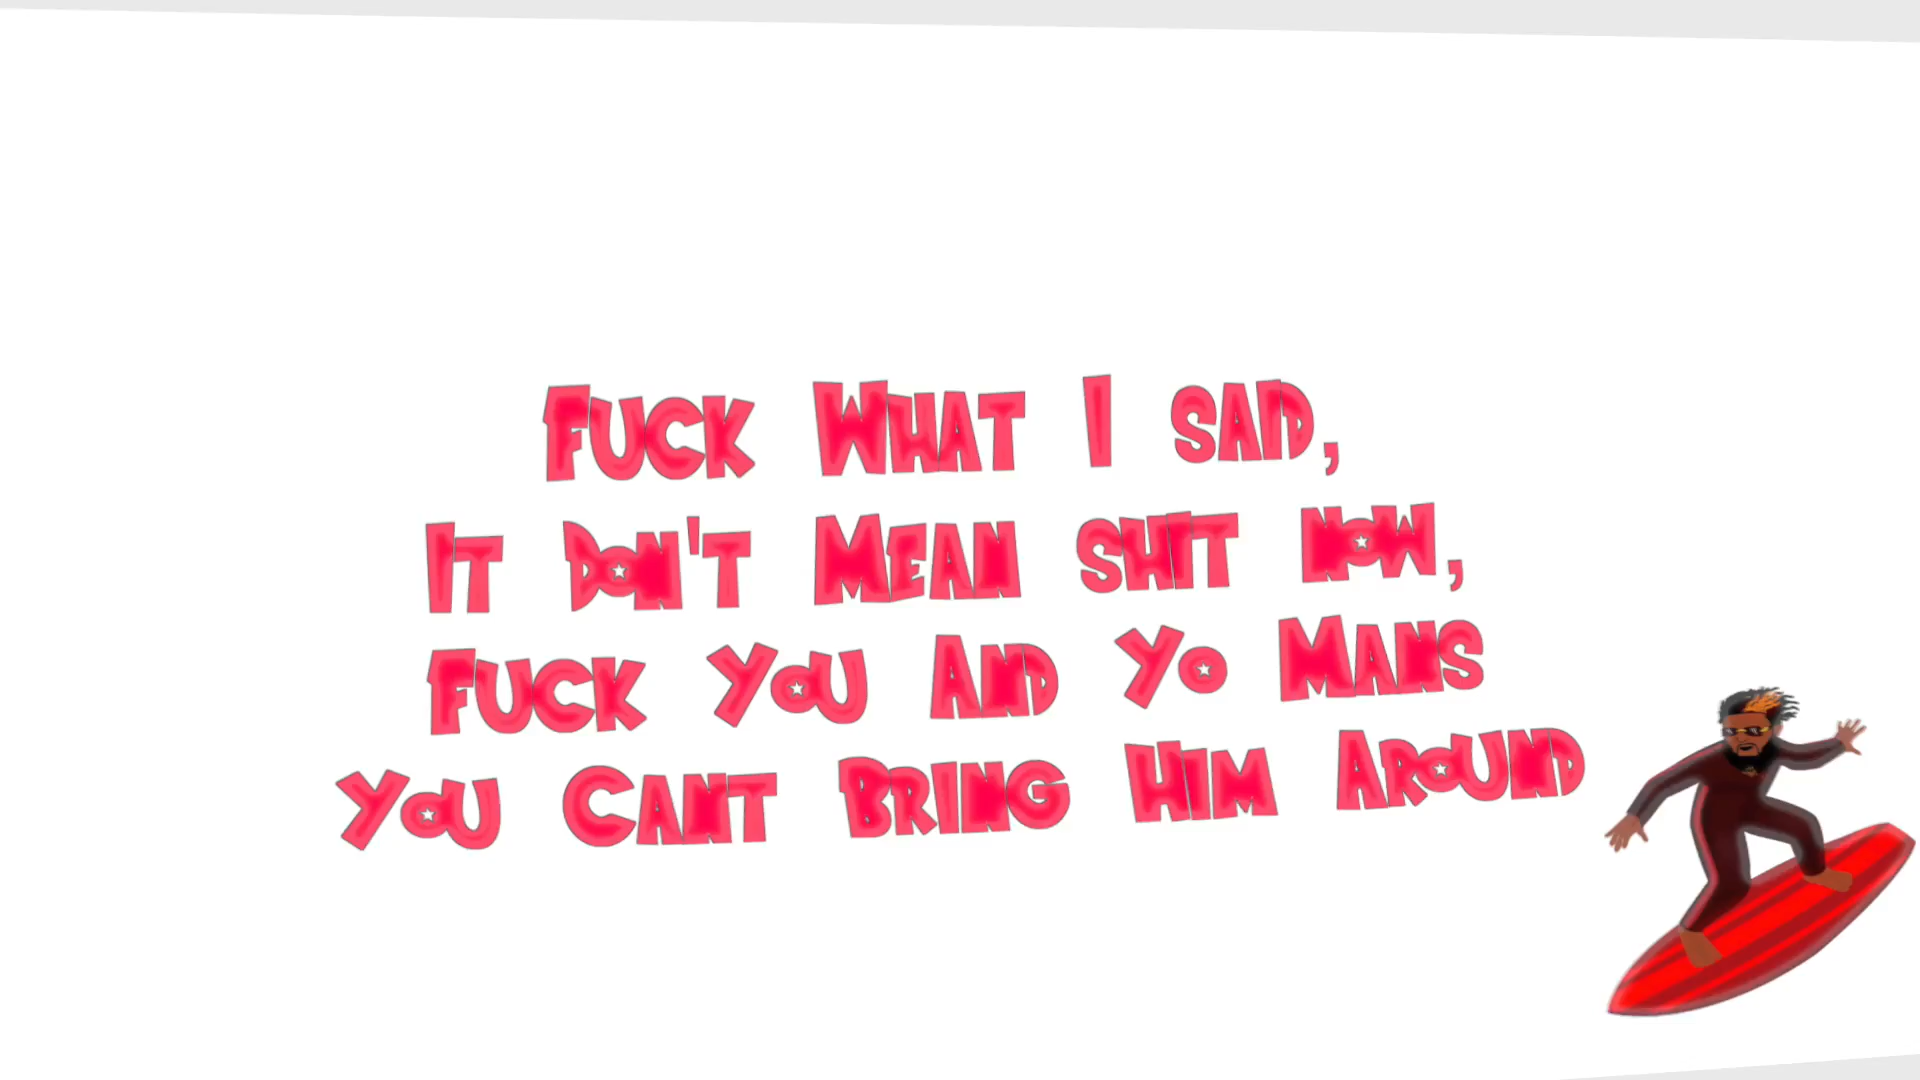 Fuck What I said,
It Don't Mean shit now,
Fuck You And Yo Mans
You Cant Bring Him Around